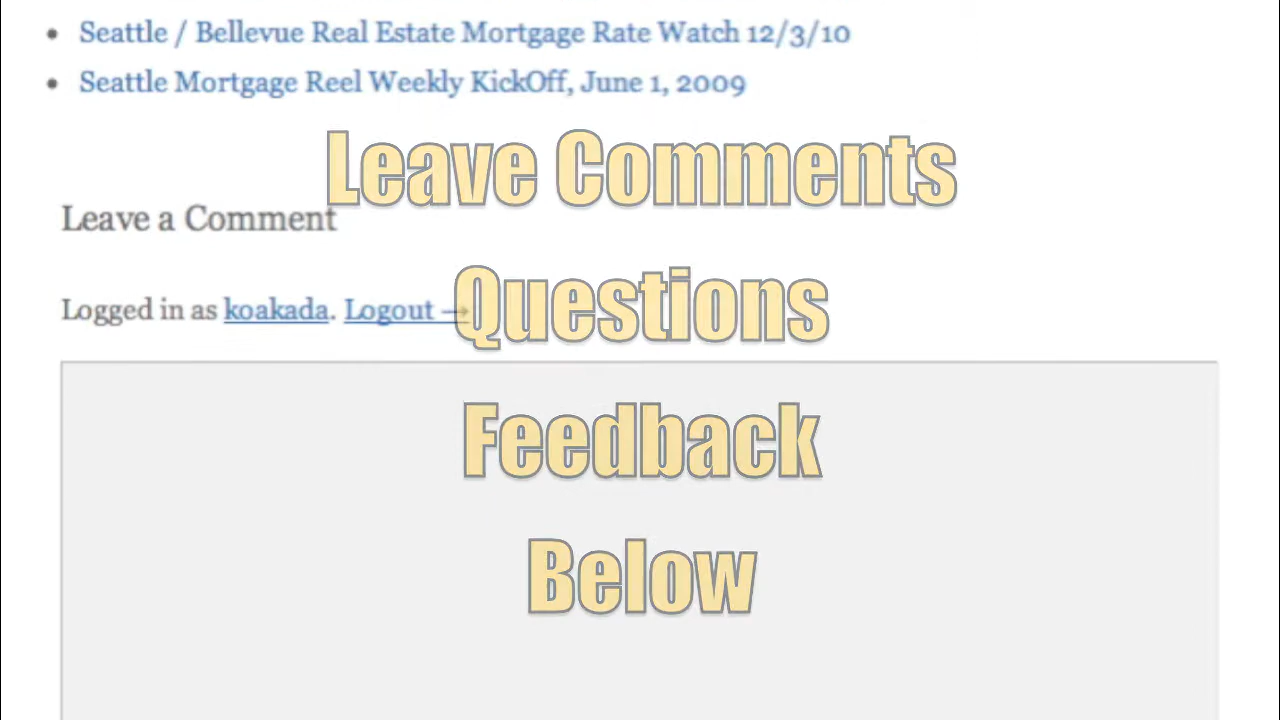 Seattle / Bellevue Real Estate Mortgage Rate Watch 12/3/10
Seattle Mortgage Reel Weekly KickOff, June 1, 2009
Leave Comments
Leave a Comment
Questions
Logged in as koakada. Logout →
Feedback
Below